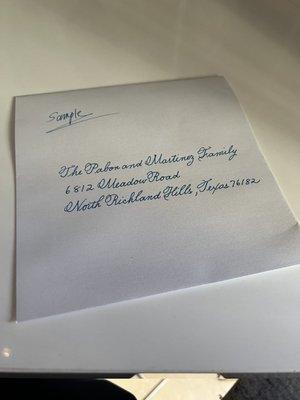 Sample
The Pabon and Martinez Family
6812 Meadow Road
North Richland Hills, Texas 76182